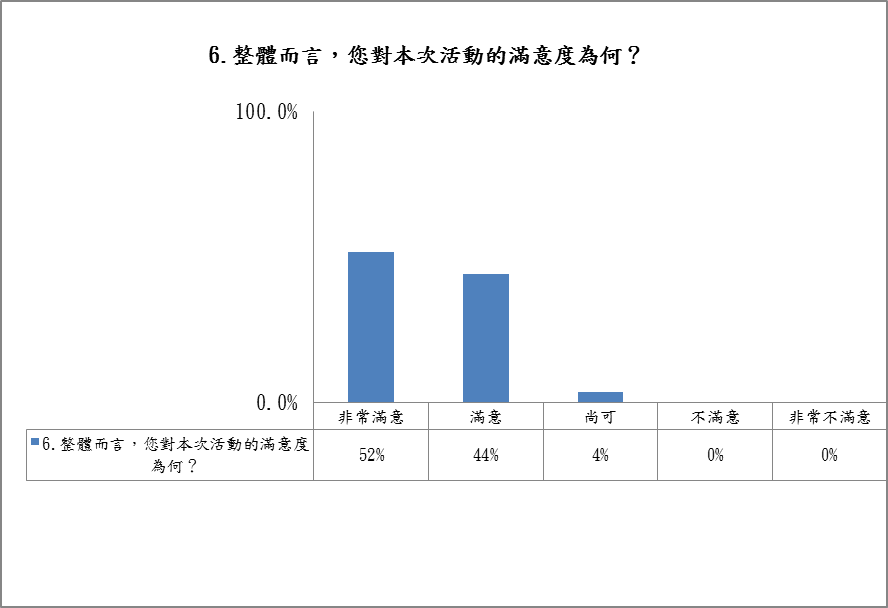 6.整體而言，您對本次活動的滿意度為何？
100.0%
0.0%
非常滿意 滿意 尚可 不滿意 非常不滿意
6.整體而言，您對本次活動的滿意度
為何？
52% 44% 4% 0% 0%